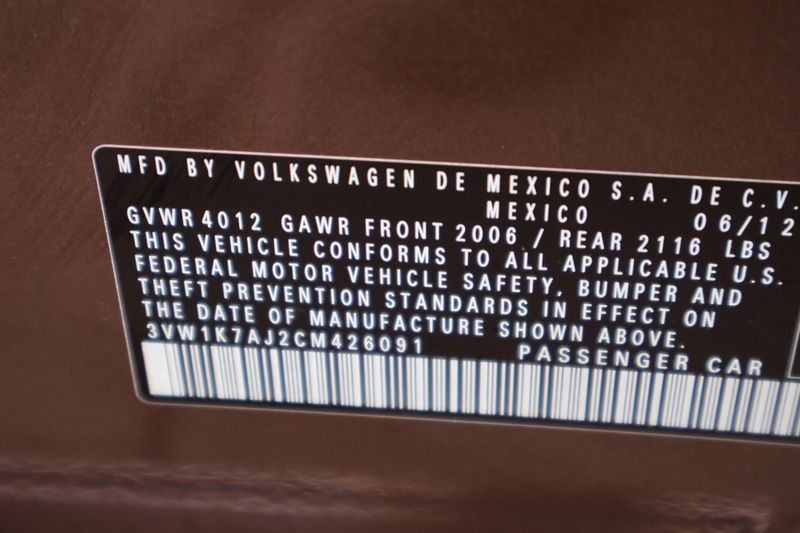 MFD BY VOLKSWAGEN DE MEXICO S.A. DE C.V.
MEXICO 06/12
GVWR 4012 GAWR FRONT 2006 / REAR 2116 LBS
THIS VEHICLE CONFORMS TO ALL APPLICABLE U.S.
FEDERAL MOTOR VEHICLE SAFETY, BUMPER AND
THEFT PREVENTION STANDARDS IN EFFECT ON
THE DATE OF MANUFACTURE SHOWN ABOVE.
3VW1K7AJ2CM426091 PASSENGER CAR